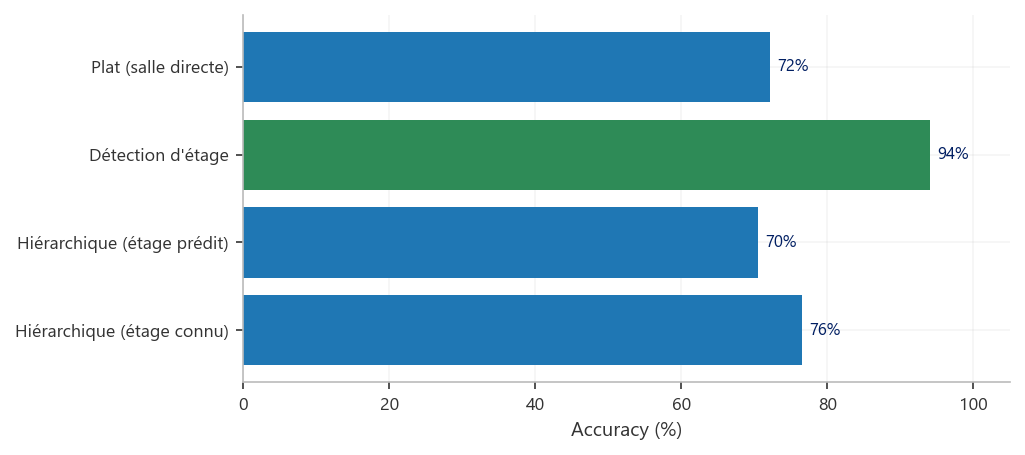 Plat (salle directe)
72%
Détection d'étage
94%
Hiérarchique (étage prédit)
70%
Hiérarchique (étage connu)
76%
0 20 40 60 80 100
Accuracy (%)